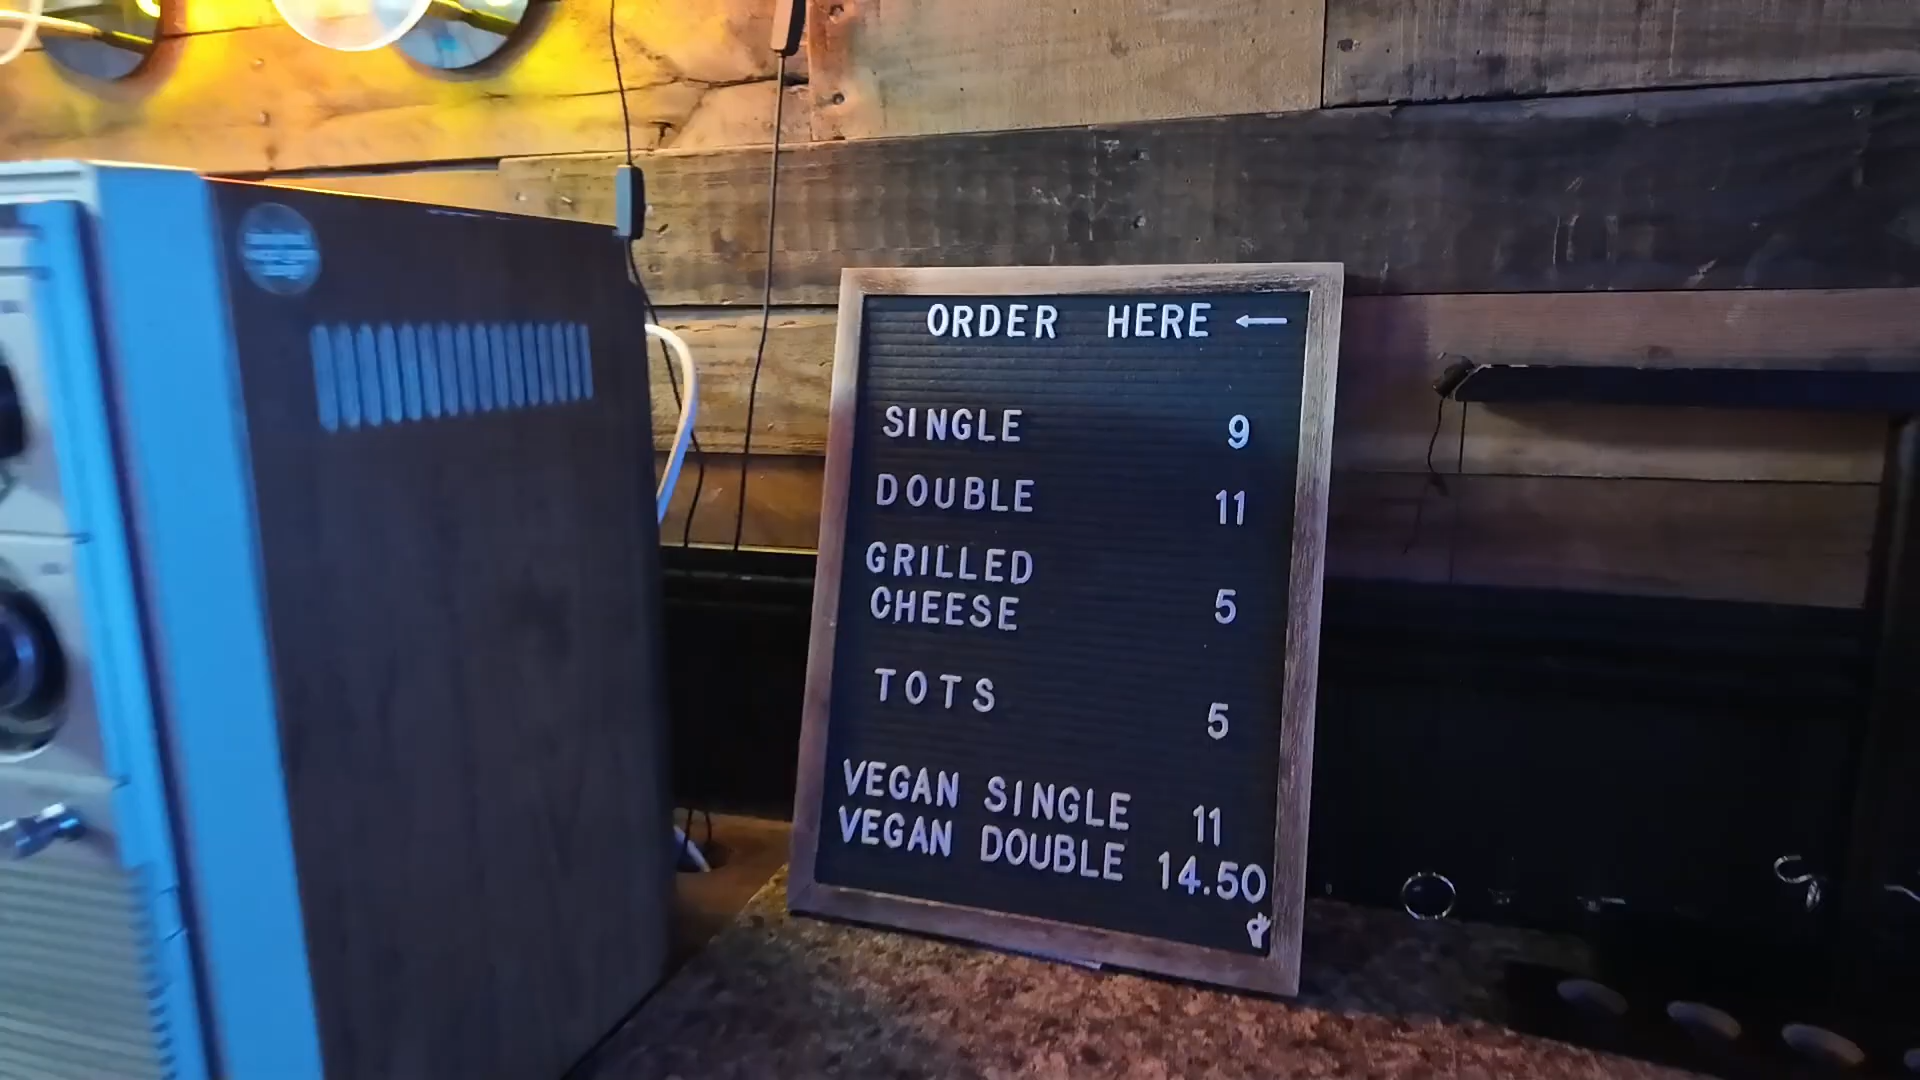 ORDER HERE ←
SINGLE 9
DOUBLE 11
GRILLED
CHEESE 5
TOTS 5
VEGAN SINGLE 11
VEGAN DOUBLE 14.50